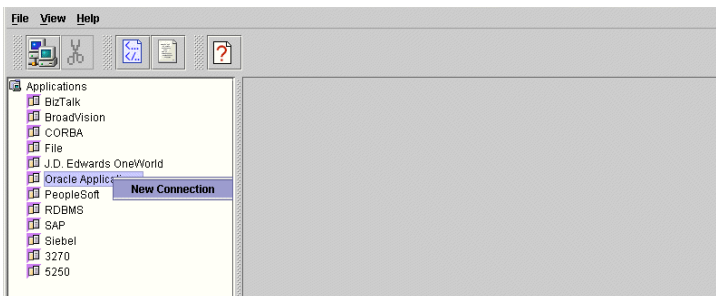 File View Help
Applications
BizTalk
BroadVision
CORBA
File
J.D. Edwards OneWorld
Oracle Applic
New Connection
PeopleSoft
RDBMS
SAP
Siebel
3270
5250